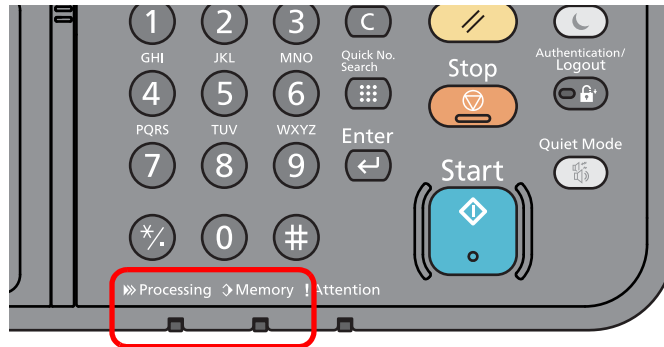 1 2 3 C
GHI JKL MNO Quick No.
Search
4 5 6
Stop
Authentication/
Logout
PQRS TUV WXYZ Enter
7 8 9
Start
Quiet Mode
*/. 0 #
Processing Memory ! Attention